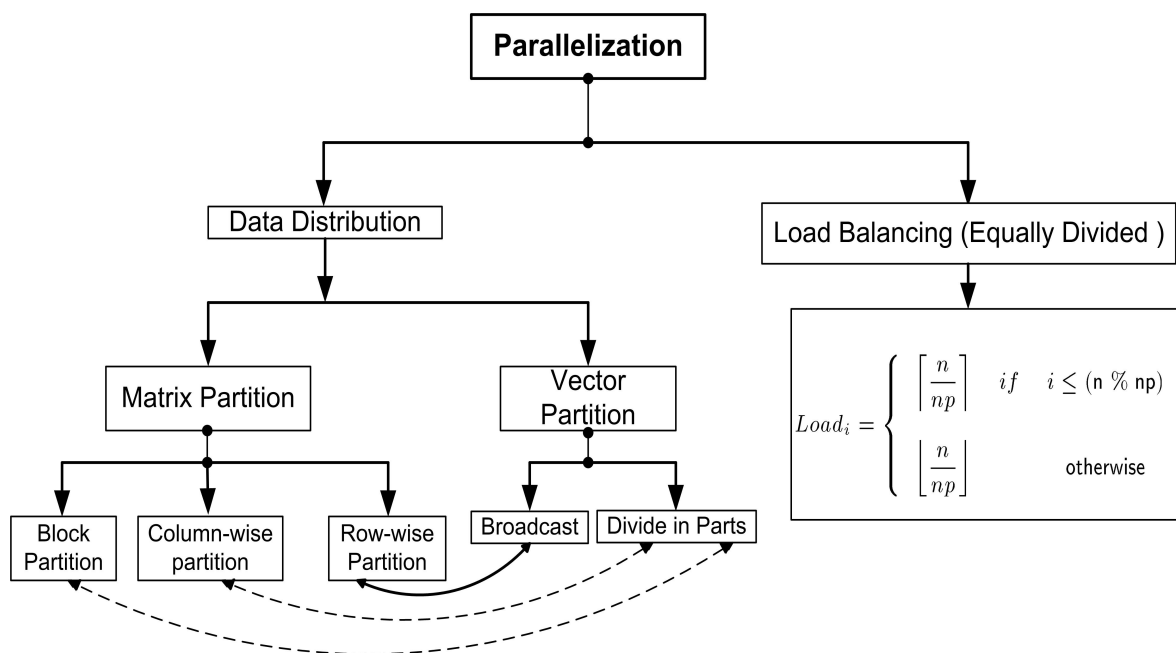 Parallelization
Data Distribution
Load Balancing (Equally Divided )
Matrix Partition
Vector
Partition
Block
Partition
Column-wise
partition
Row-wise
Partition
Broadcast
Divide in Parts
Load_i = { ⌈n/np⌉ if i ≤ (n % np)
⌊n/np⌋ otherwise